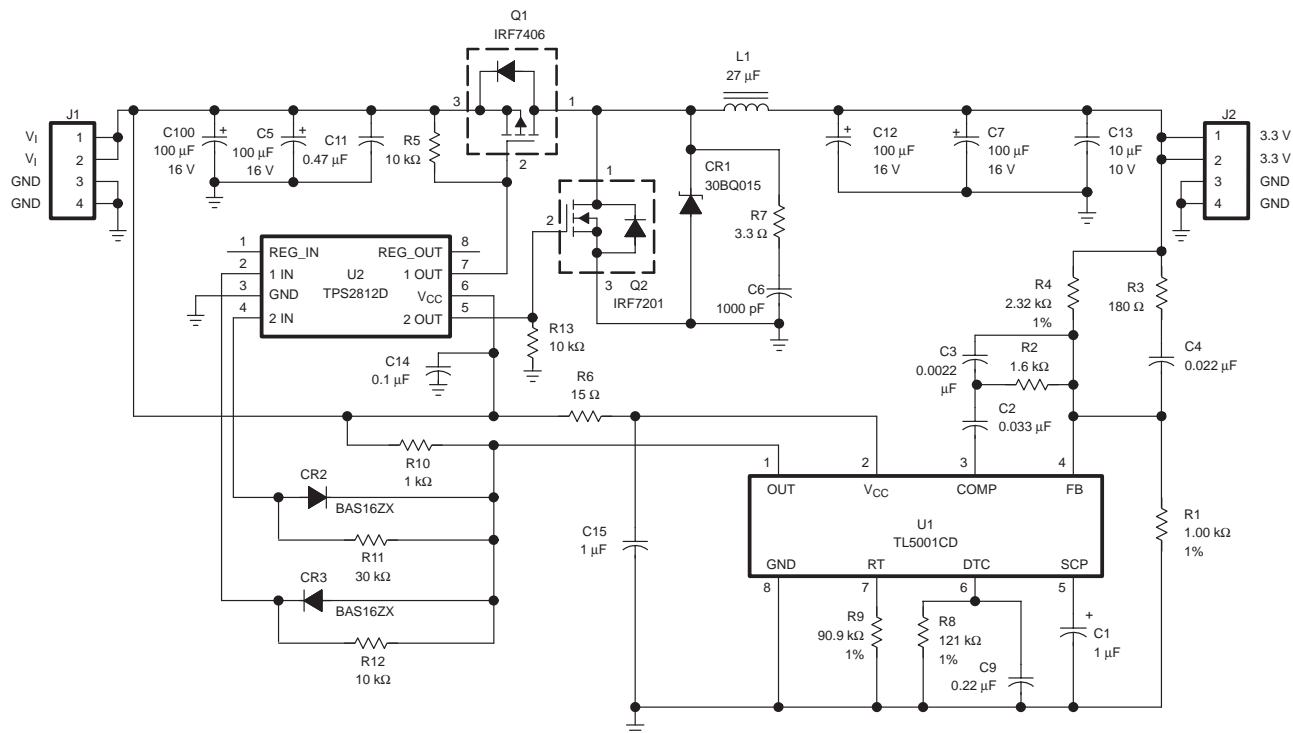 Q1
IRF7406
L1
27 µF
3
1
2
J1
VI
1
VI
2
GND
3
GND
4
C100
100 µF
16 V
+
C5
100 µF
16 V
+
C11
0.47 µF
R5
10 kΩ
1
2
3
Q2
IRF7201
CR1
30BQ015
R7
3.3 Ω
C6
1000 pF
+
C12
100 µF
16 V
+
C7
100 µF
16 V
C13
10 µF
10 V
J2
1
3.3 V
2
3.3 V
3
GND
4
GND
1
REG_IN
REG_OUT
8
2
1 IN
1 OUT
7
3
GND
VCC
6
4
2 IN
2 OUT
5
U2
TPS2812D
R13
10 kΩ
C14
0.1 µF
R4
2.32 kΩ
1%
R3
180 Ω
C3
0.0022
µF
R2
1.6 kΩ
C4
0.022 µF
C2
0.033 µF
R6
15 Ω
R10
1 kΩ
CR2
BAS16ZX
R11
30 kΩ
CR3
BAS16ZX
R12
10 kΩ
C15
1 µF
1
2
3
4
OUT
VCC
COMP
FB
U1
TL5001CD
GND
RT
DTC
SCP
8
7
6
5
R1
1.00 kΩ
1%
R9
90.9 kΩ
1%
R8
121 kΩ
1%
C9
0.22 µF
+
C1
1 µF